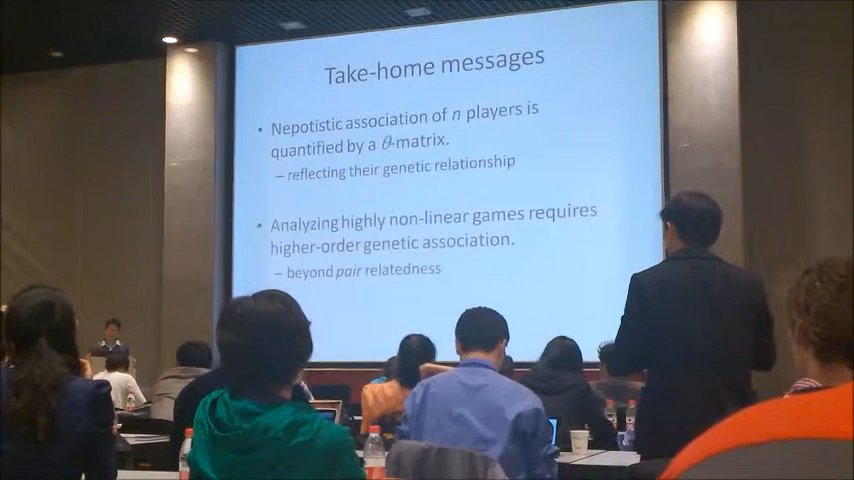 Take-home messages
• Nepotistic association of n players is
quantified by a θ-matrix.
– reflecting their genetic relationship
• Analyzing highly non-linear games requires
higher-order genetic association.
– beyond pair relatedness